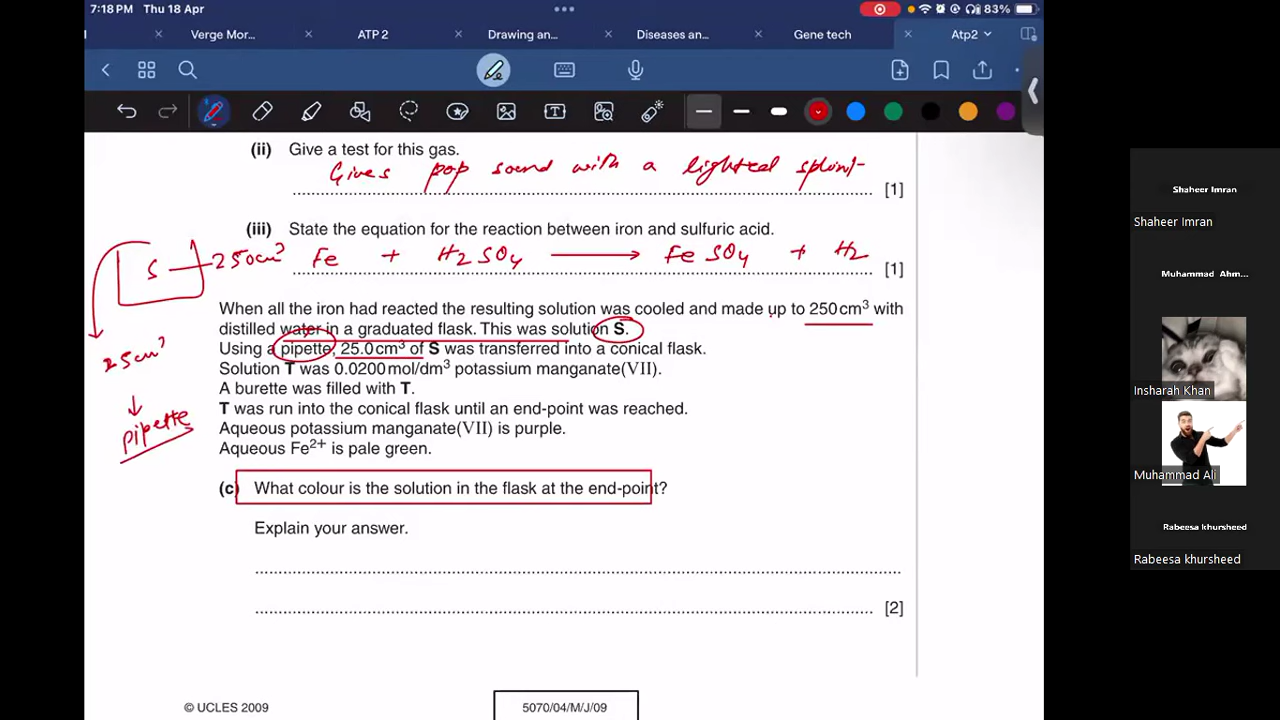 7:18 PM Thu 18 Apr
83%
Verge Mor...
ATP 2
Drawing an...
Diseases an...
Gene tech
Atp2
(ii) Give a test for this gas.
Gives pop sound with a lighted splint
[1]
(iii) State the equation for the reaction between iron and sulfuric acid.
S 250cm³
Fe + H2SO4 → FeSO4 + H2
[1]
When all the iron had reacted the resulting solution was cooled and made up to 250 cm³ with
distilled water in a graduated flask. This was solution S.
Using a pipette, 25.0 cm³ of S was transferred into a conical flask.
25cm³
Solution T was 0.0200 mol/dm³ potassium manganate(VII).
A burette was filled with T.
T was run into the conical flask until an end-point was reached.
pipette
Aqueous potassium manganate(VII) is purple.
Aqueous Fe²⁺ is pale green.
(c) What colour is the solution in the flask at the end-point?
Explain your answer.
[2]
© UCLES 2009
5070/04/M/J/09
Shaheer Imran
Shaheer Imran
Muhammad Ahm...
Insharah Khan
Muhammad Ali
Rabeesa khursheed
Rabeesa khursheed